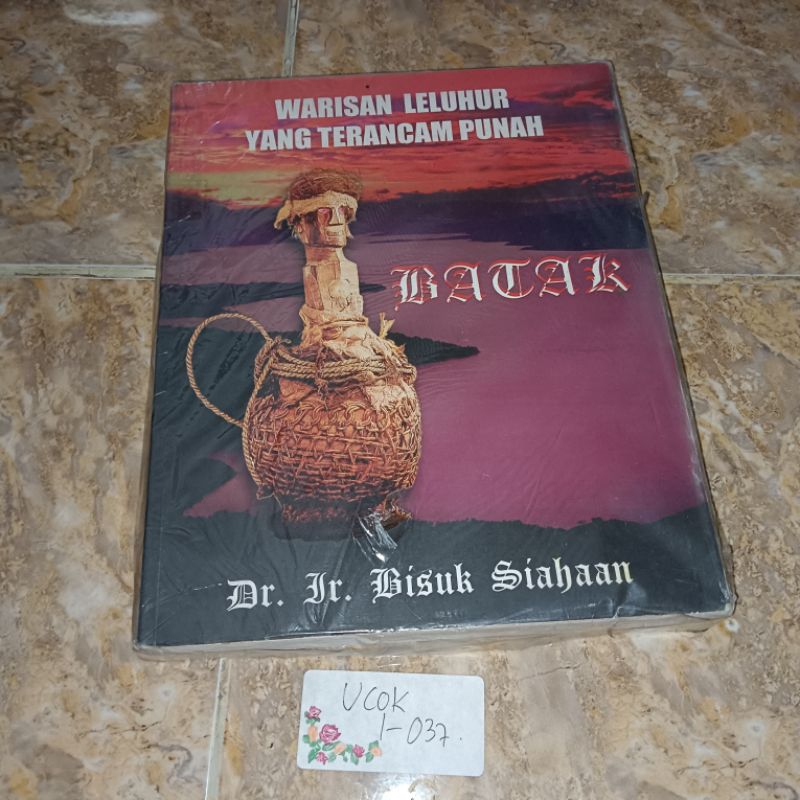 WARISAN LELUHUR
YANG TERANCAM PUNAH
BATAK
Dr. Ir. Bisuk Siahaan
UCOK
1-037.